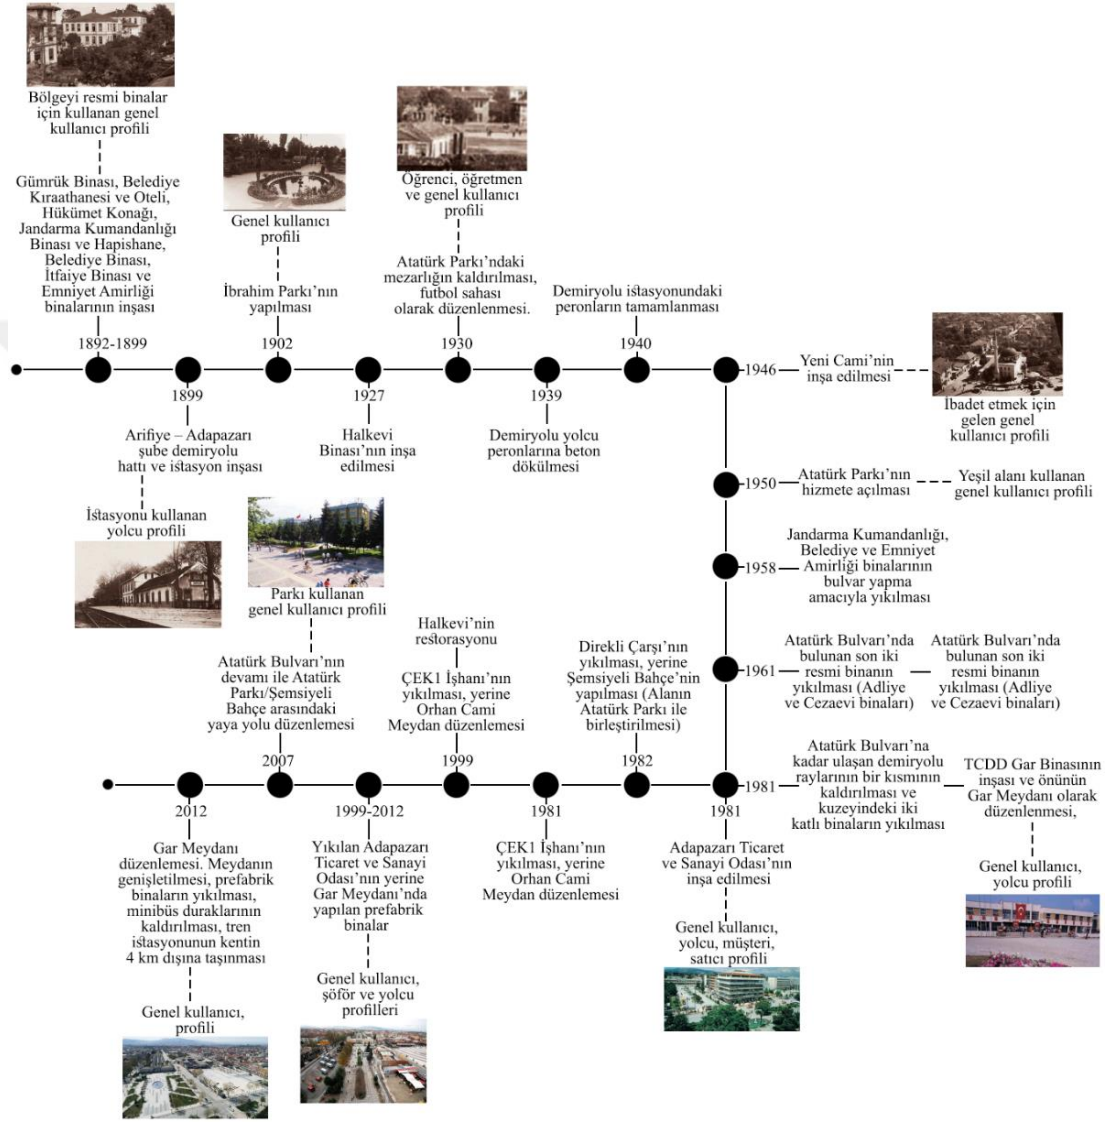 Bölgeyi resmi binalar
için kullanan genel
kullanıcı profili
Gümrük Binası, Belediye
Kıraathanesi ve Oteli,
Hükümet Konağı,
Jandarma Kumandanlığı
Binası ve Hapishane,
Belediye Binası,
İtfaiye Binası ve
Emniyet Amirliği
binalarının inşası
1892-1899
1899
Arifiye – Adapazarı
şube demiryolu
hattı ve istasyon inşası
İstasyonu kullanan
yolcu profili
Genel kullanıcı
profili
İbrahim Parkı’nın
yapılması
1902
1927
Halkevi
Binası’nın inşa
edilmesi
Öğrenci, öğretmen
ve genel kullanıcı
profili
Atatürk Parkı’ndaki
mezarlığın kaldırılması,
futbol sahası
olarak düzenlenmesi.
1930
1939
Demiryolu yolcu
peronlarına beton
dökülmesi
Demiryolu istasyonundaki
peronların tamamlanması
1940
1946
Yeni Cami’nin
inşa edilmesi
İbadet etmek için
gelen genel
kullanıcı profili
1950
Atatürk Parkı’nın
hizmete açılması
Yeşil alanı kullanan
genel kullanıcı profili
1958
Jandarma Kumandanlığı,
Belediye ve Emniyet
Amirliği binalarının
bulvar yapma
amacıyla yıkılması
1961
Atatürk Bulvarı’nda
bulunan son iki
resmi binanın
yıkılması (Adliye
ve Cezaevi binaları)
Atatürk Bulvarı’nda
bulunan son iki
resmi binanın
yıkılması (Adliye
ve Cezaevi binaları)
1981
Atatürk Bulvarı’na
kadar ulaşan demiryolu
raylarının bir kısmının
kaldırılması ve
kuzeyindeki iki
katlı binaların yıkılması
TCDD Gar Binasının
inşası ve önünün
Gar Meydanı olarak
düzenlenmesi,
Genel kullanıcı,
yolcu profili
1981
Adapazarı Ticaret
ve Sanayi Odası’nın
inşa edilmesi
Genel kullanıcı,
yolcu, müşteri,
satıcı profili
Direkli Çarşı’nın
yıkılması, yerine
Şemsiyeli Bahçe’nin
yapılması (Alanın
Atatürk Parkı ile
birleştirilmesi)
1982
1981
ÇEK1 İşhanı’nın
yıkılması, yerine
Orhan Cami
Meydan düzenlemesi
Halkevi’nin
restorasyonu
ÇEK1 İşhanı’nın
yıkılması, yerine
Orhan Cami
Meydan düzenlemesi
1999
1999-2012
Yıkılan Adapazarı
Ticaret ve Sanayi
Odası’nın yerine
Gar Meydanı’nda
yapılan prefabrik
binalar
Genel kullanıcı,
şöför ve yolcu
profilleri
Parkı kullanan
genel kullanıcı profili
Atatürk Bulvarı’nın
devamı ile Atatürk
Parkı/Şemsiyeli
Bahçe arasındaki
yaya yolu düzenlemesi
2007
2012
Gar Meydanı
düzenlemesi. Meydanın
genişletilmesi, prefabrik
binaların yıkılması,
minibüs duraklarının
kaldırılması, tren
istasyonunun kentin
4 km dışına taşınması
Genel kullanıcı,
profili